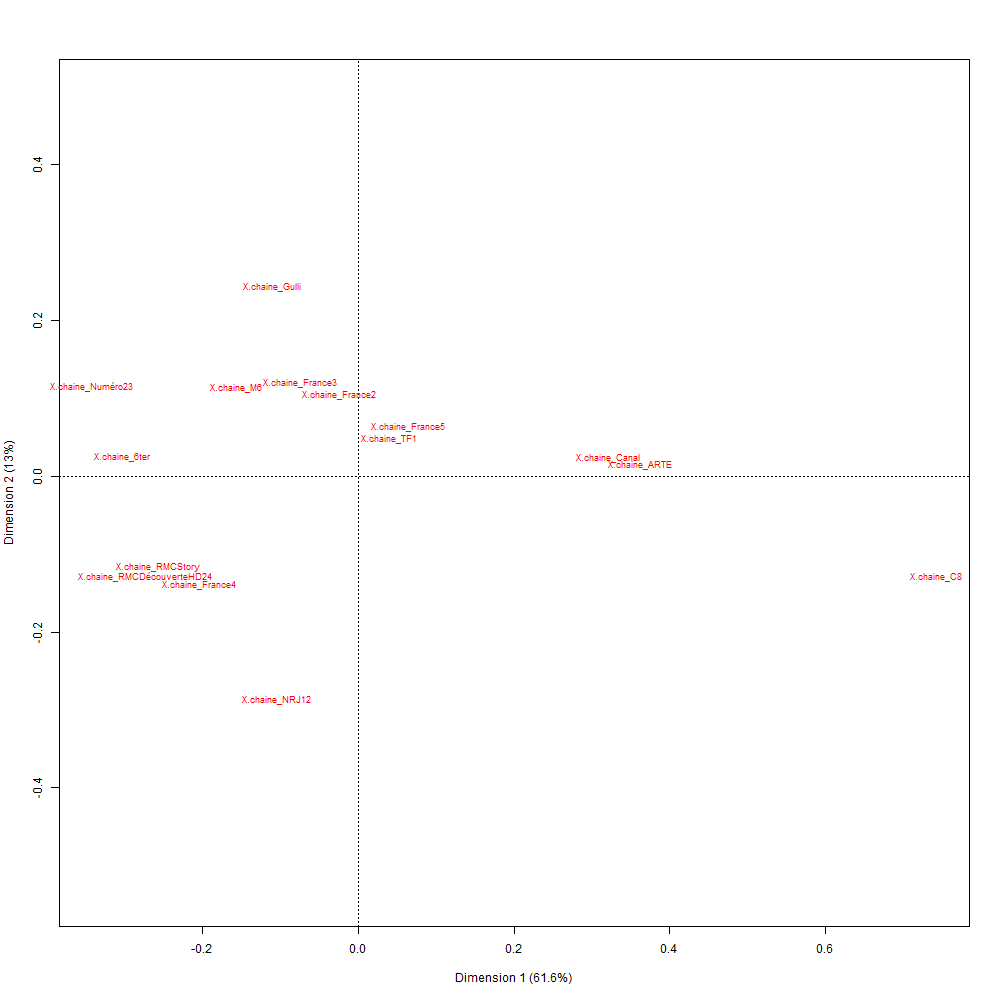 0.4
0.2
0.0
-0.2
-0.4
Dimension 2 (13%)
X.chaine_Gulli
X.chaine_Numéro23
X.chaine_M6
X.chaine_France3
X.chaine_France2
X.chaine_France5
X.chaine_TF1
X.chaine_6ter
X.chaine_Canal
X.chaine_ARTE
X.chaine_RMCStory
X.chaine_RMCDécouverteHD24
X.chaine_France4
X.chaine_C8
X.chaine_NRJ12
-0.2
0.0
0.2
0.4
0.6
Dimension 1 (61.6%)